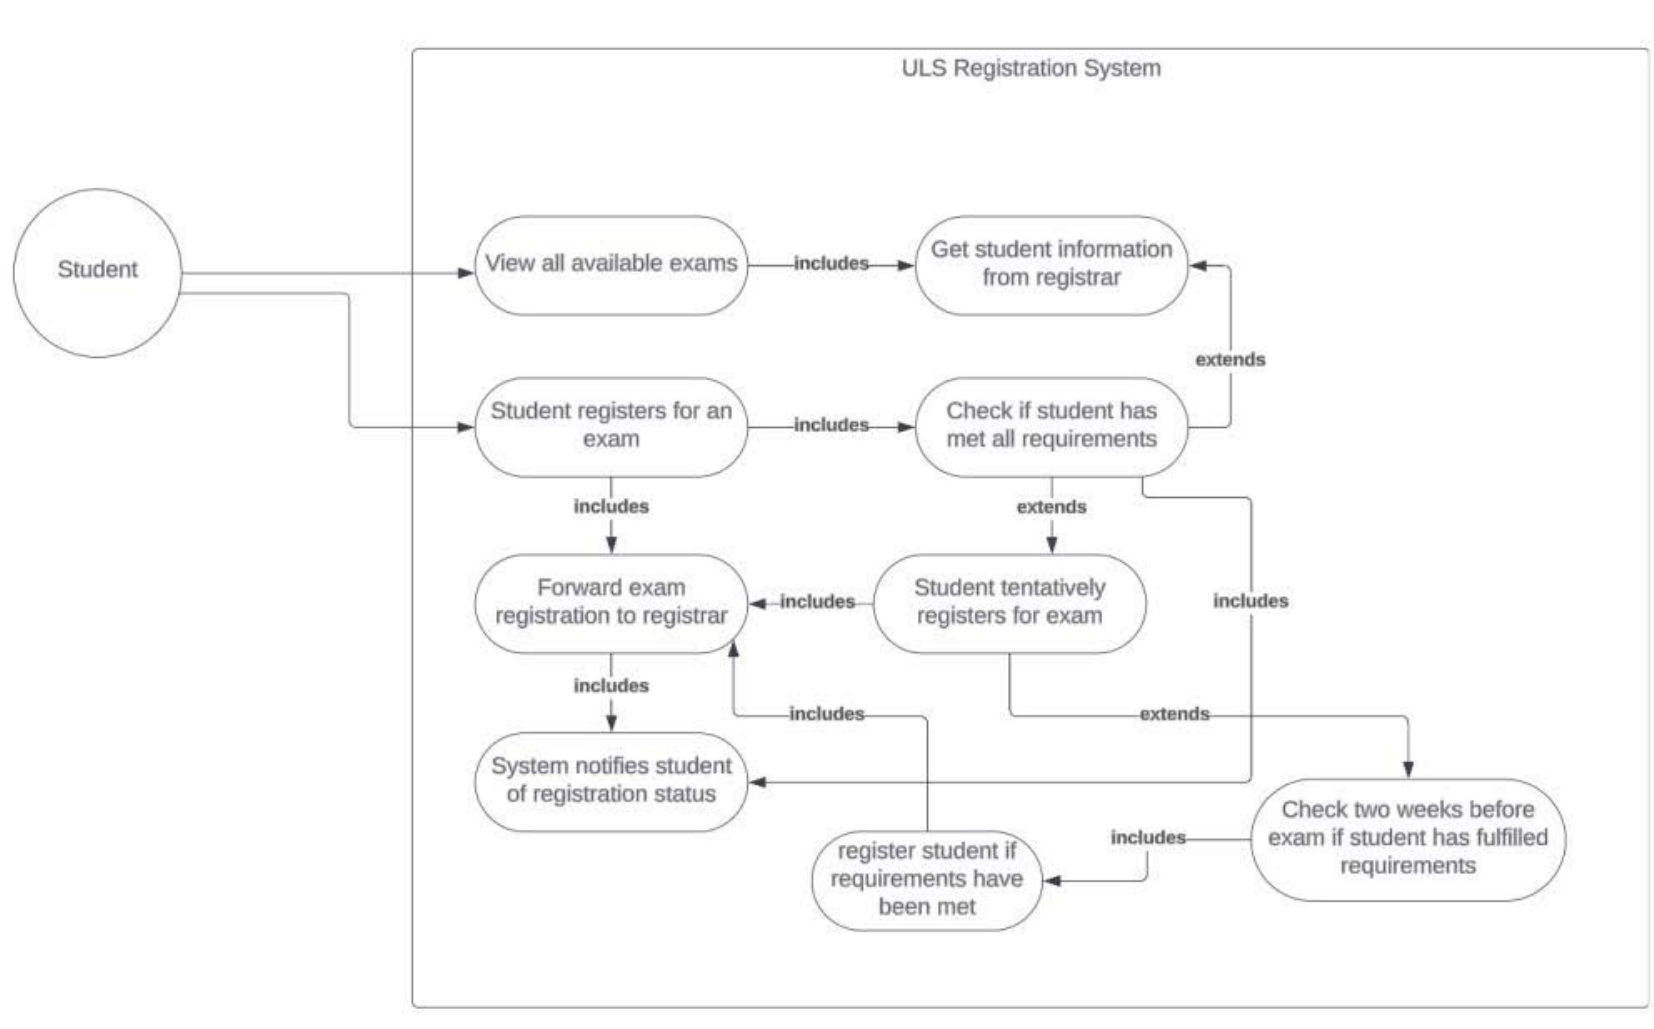 ULS Registration System
Student
View all available exams
includes
Get student information
from registrar
extends
Student registers for an
exam
includes
Check if student has
met all requirements
includes
extends
Forward exam
registration to registrar
includes
Student tentatively
registers for exam
includes
includes
includes
extends
System notifies student
of registration status
register student if
requirements have
been met
includes
Check two weeks before
exam if student has fulfilled
requirements